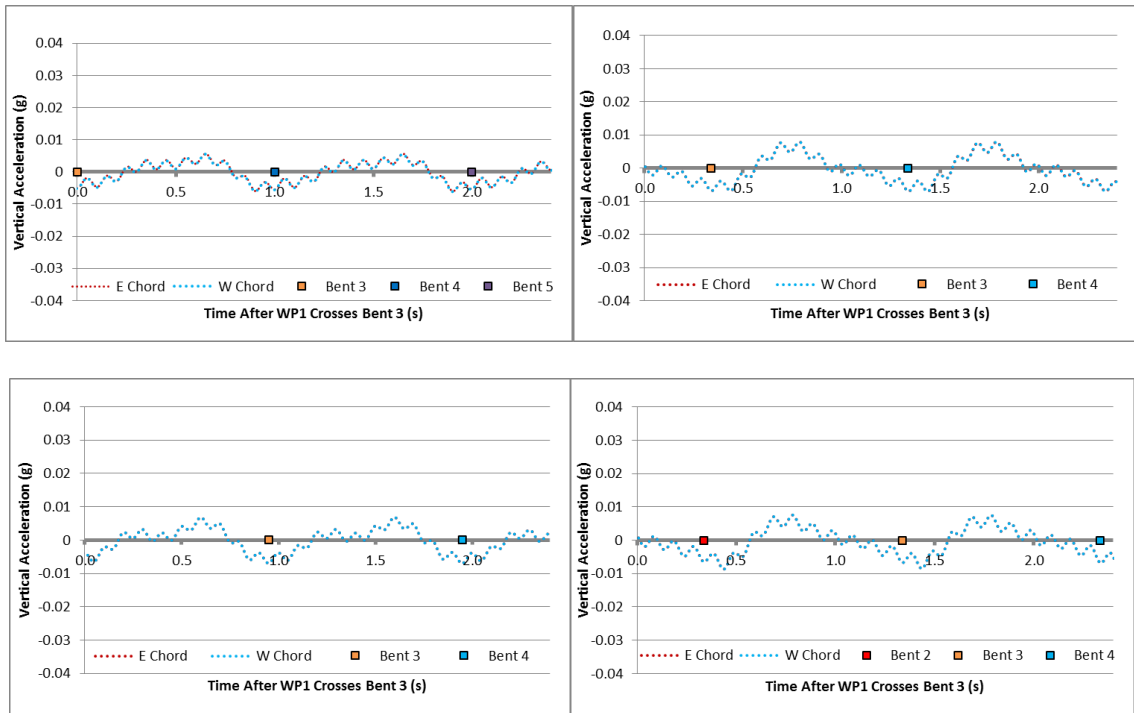 0.04
0.03
0.02
0.01
0
-0.01
-0.02
-0.03
-0.04
Vertical Acceleration (g)
0.0 0.5 1.0 1.5 2.0
E Chord W Chord Bent 3 Bent 4 Bent 5
Time After WP1 Crosses Bent 3 (s)
0.04
0.03
0.02
0.01
0
-0.01
-0.02
-0.03
-0.04
Vertical Acceleration (g)
0.0 0.5 1.0 1.5 2.0
E Chord W Chord Bent 3 Bent 4
Time After WP1 Crosses Bent 3 (s)
0.04
0.03
0.02
0.01
0
-0.01
-0.02
-0.03
-0.04
Vertical Acceleration (g)
0.0 0.5 1.0 1.5 2.0
E Chord W Chord Bent 3 Bent 4
Time After WP1 Crosses Bent 3 (s)
0.04
0.03
0.02
0.01
0
-0.01
-0.02
-0.03
-0.04
Vertical Acceleration (g)
0.0 0.5 1.0 1.5 2.0
E Chord W Chord Bent 2 Bent 3 Bent 4
Time After WP1 Crosses Bent 3 (s)